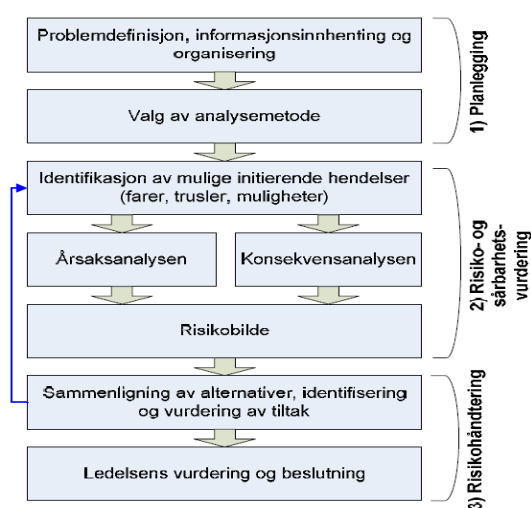 Problemdefinisjon, informasjonsinnhenting og
organisering
Valg av analysemetode
1) Planlegging
Identifikasjon av mulige initierende hendelser
(farer, trusler, muligheter)
Årsaksanalysen
Konsekvensanalysen
Risikobilde
2) Risiko- og
sårbarhets-
vurdering
Sammenligning av alternativer, identifisering
og vurdering av tiltak
Ledelsens vurdering og beslutning
3) Risikohåndtering